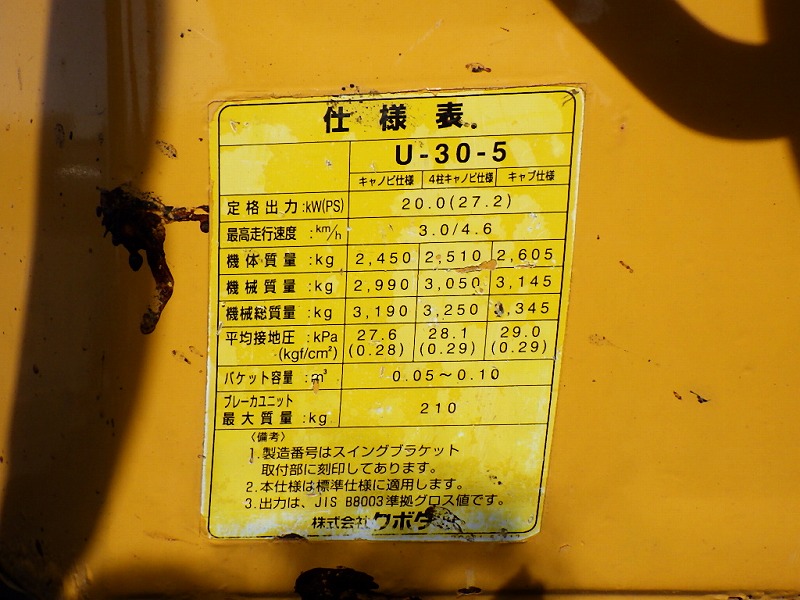 仕様表
U-30-5
キャノピ仕様 4柱キャノピ仕様 キャブ仕様
定格出力:kW(PS) 20.0(27.2)
最高走行速度:km/h 3.0/4.6
機体質量:kg 2,450 2,510 2,605
機械質量:kg 2,990 3,050 3,145
機械総質量:kg 3,190 3,250 3,345
平均接地圧:kPa 27.6 28.1 29.0
(kgf/cm²) (0.28) (0.29) (0.29)
バケット容量:m³ 0.05～0.10
ブレーカユニット
最大質量:kg 210
〈備考〉
1.製造番号はスイングブラケット
取付部に刻印してあります。
2.本仕様は標準仕様に適用します。
3.出力は、JIS B8003準拠グロス値です。
株式会社クボタ